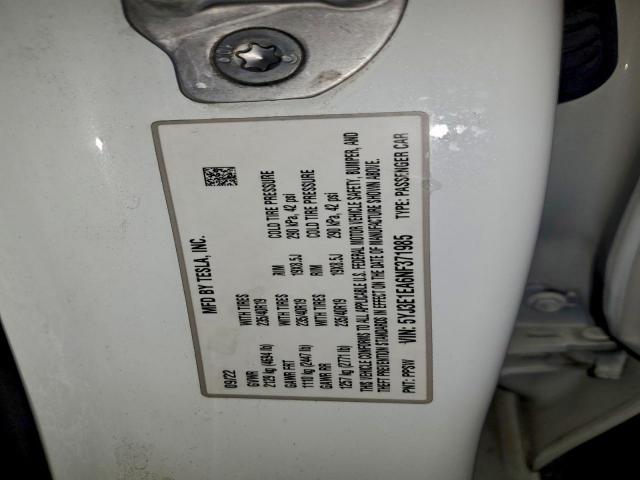 MFD BY TESLA, INC.
09/22
GVWR WITH TIRES RIM COLD TIRE PRESSURE
2129 kg (4694 lb) 235/40R19 19X8.5J 290 kPa, 42 psi
GAWR FRT WITH TIRES RIM COLD TIRE PRESSURE
1110 kg (2447 lb) 235/40R19 19X8.5J 290 kPa, 42 psi
GAWR RR WITH TIRES
1257 kg (2771 lb) 235/40R19
THIS VEHICLE CONFORMS TO ALL APPLICABLE U.S. FEDERAL MOTOR VEHICLE SAFETY, BUMPER, AND
THEFT PREVENTION STANDARDS IN EFFECT ON THE DATE OF MANUFACTURE SHOWN ABOVE.
PNT: PPSW VIN: 5YJ3E1EA6NF371985 TYPE: PASSENGER CAR